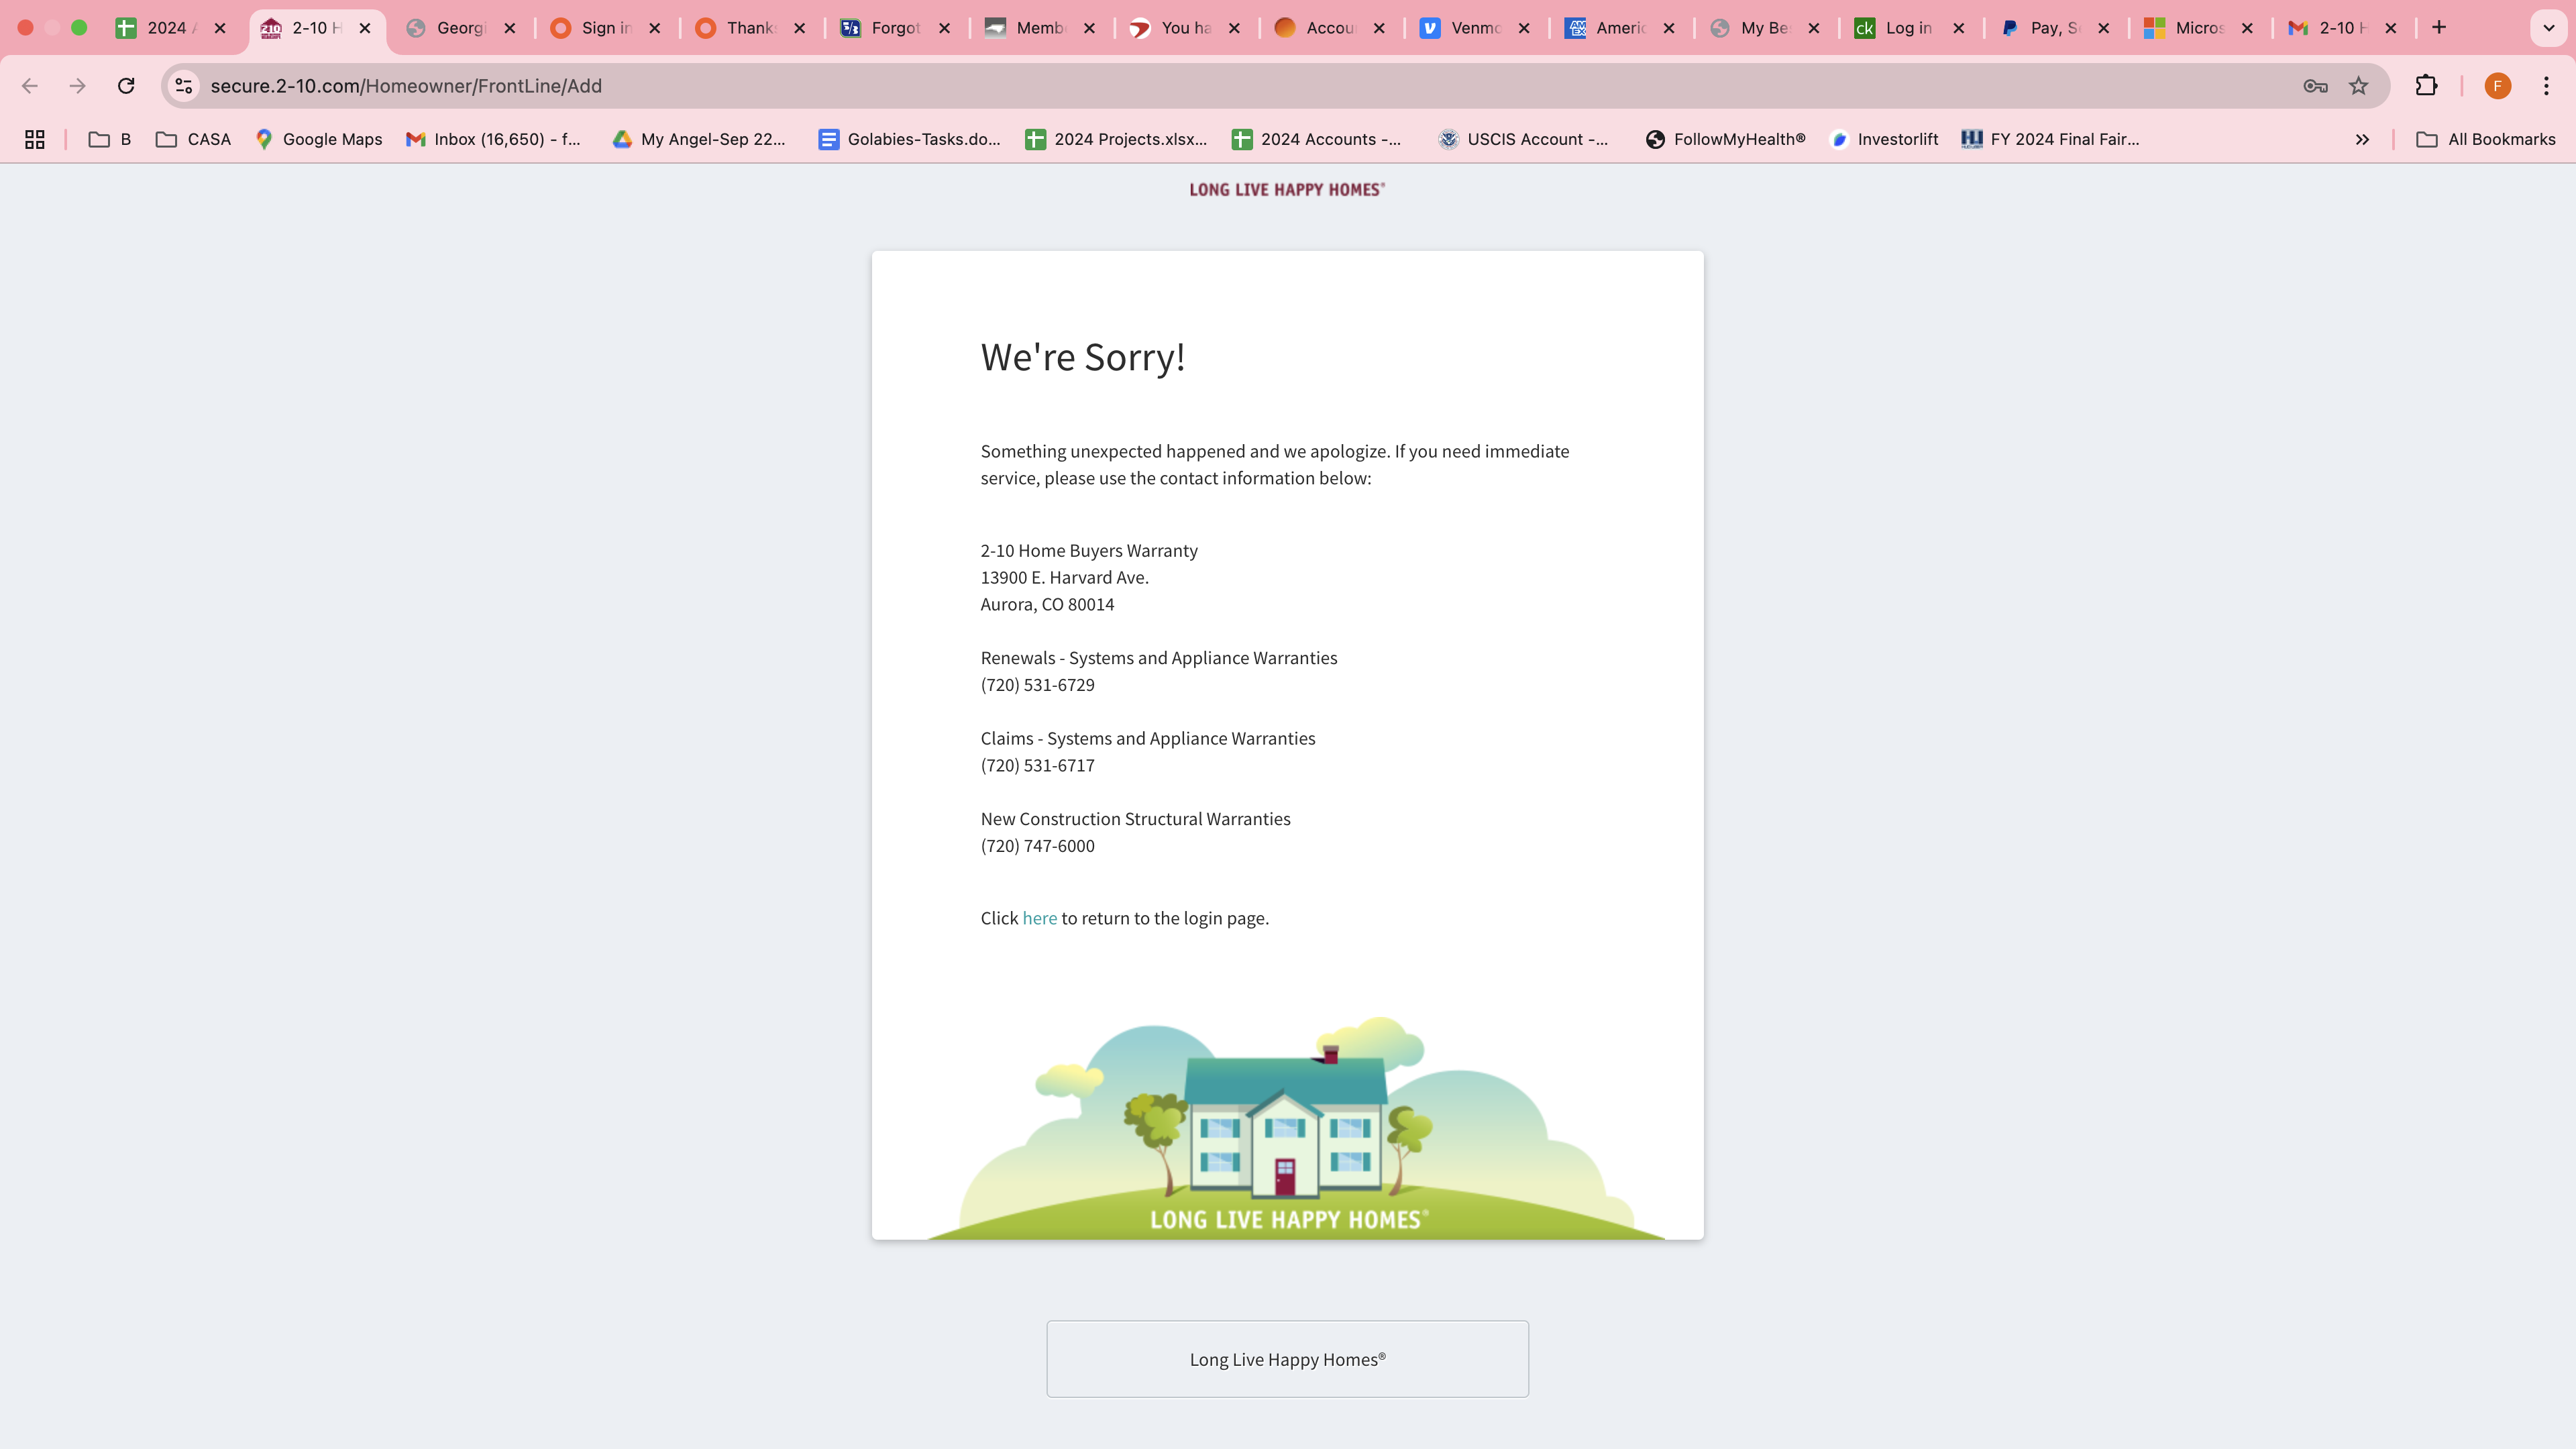 2024 A
2-10 H
Georgi
Sign in
Thank
Forgot
Memb
You ha
Accou
Venmo
Americ
My Be
Log in
Pay, S
Micros
2-10 H
secure.2-10.com/Homeowner/FrontLine/Add
F
B
CASA
Google Maps
Inbox (16,650) - f...
My Angel-Sep 22...
Golabies-Tasks.do...
2024 Projects.xlsx...
2024 Accounts -...
USCIS Account -...
FollowMyHealth®
Investorlift
FY 2024 Final Fair...
All Bookmarks
LONG LIVE HAPPY HOMES®
We're Sorry!
Something unexpected happened and we apologize. If you need immediate
service, please use the contact information below:
2-10 Home Buyers Warranty
13900 E. Harvard Ave.
Aurora, CO 80014
Renewals - Systems and Appliance Warranties
(720) 531-6729
Claims - Systems and Appliance Warranties
(720) 531-6717
New Construction Structural Warranties
(720) 747-6000
Click here to return to the login page.
LONG LIVE HAPPY HOMES®
Long Live Happy Homes®